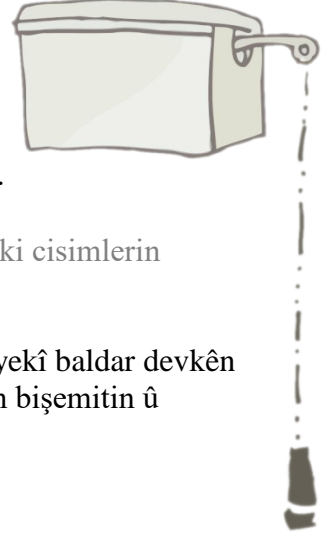 .
ki cisimlerin
yekî baldar devkên
n bişemitin û